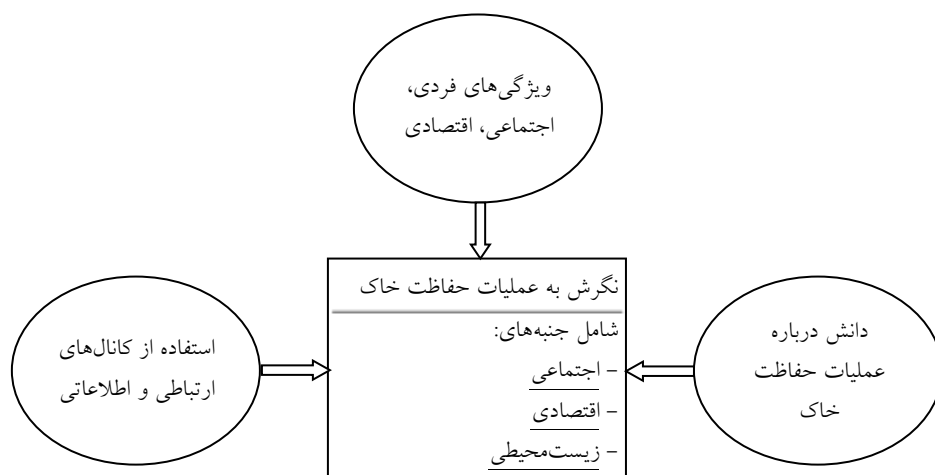 ویژگی‌های فردی،
اجتماعی، اقتصادی
نگرش به عملیات حفاظت خاک
شامل جنبه‌های:
– اجتماعی
– اقتصادی
– زیست‌محیطی
دانش درباره
عملیات حفاظت
خاک
استفاده از کانال‌های
ارتباطی و اطلاعاتی